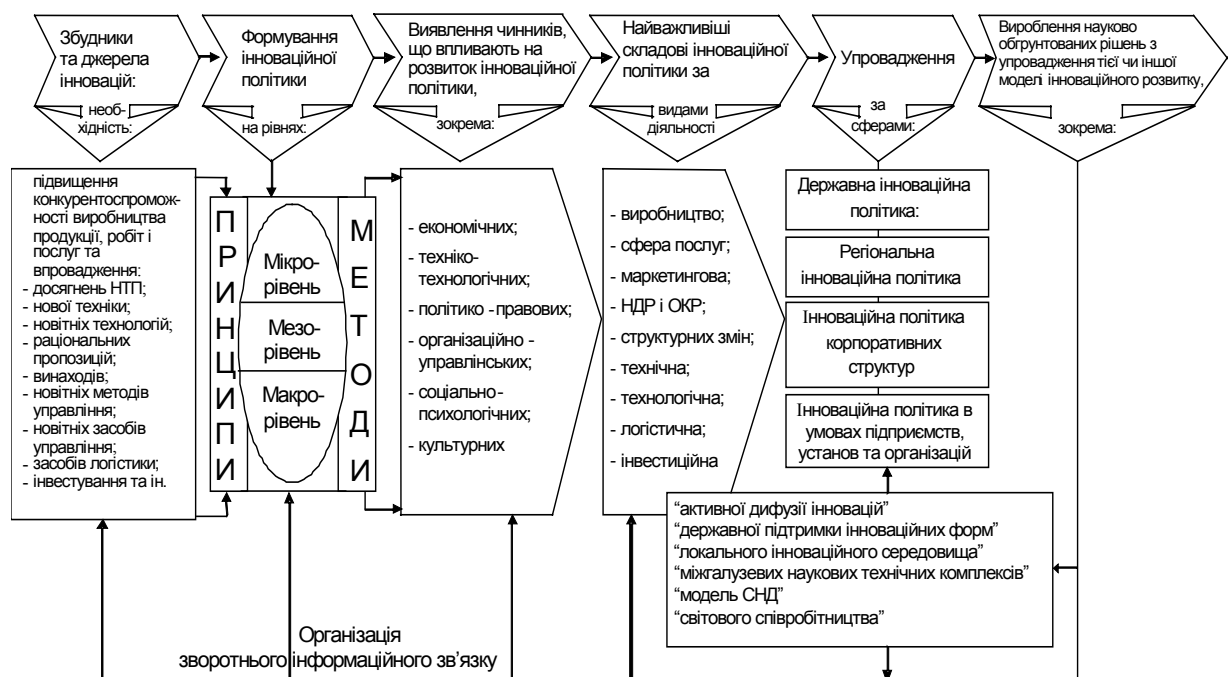 Збудники
та джерела
інновацій:
необ-
хідність:
Формування
інноваційної
політики
на рівнях:
Виявлення чинників,
що впливають на
розвиток інноваційної
політики,
зокрема:
Найважливіші
складові інноваційної
політики за
видами
діяльності
Упровадження
за
сферами:
Вироблення науково
обгрунтованих рішень з
упровадження тієї чи іншої
моделі інноваційного розвитку,
зокрема:
підвищення
конкурентоспромож-
ності виробництва
продукції, робіт і
послуг та
впровадження:
- досягнень НТП;
- нової техніки;
- новітніх технологій;
- раціональних
пропозицій;
- винаходів;
- новітніх методів
управління;
- новітніх засобів
управління;
- засобів логістики;
- інвестування та ін.
ПРИНЦИПИ
Мікро-
рівень
Мезо-
рівень
Макро-
рівень
МЕТОДИ
- економічних;
- техніко-
технологічних;
- політико-правових;
- організаційно-
управлінських;
- соціально-
психологічних;
- культурних
- виробництво;
- сфера послуг;
- маркетингова;
- НДР і ОКР;
- структурних змін;
- технічна;
- технологічна;
- логістична;
- інвестиційна
Державна інноваційна
політика:
Регіональна
інноваційна політика
Інноваційна політика
корпоративних
структур
Інноваційна політика в
умовах підприємств,
установ та організацій
“активної дифузії інновацій”
“державної підтримки інноваційних форм”
“локального інноваційного середовища”
“міжгалузевих наукових технічних комплексів”
“модель СНД”
“світового співробітництва”
Організація
зворотнього інформаційного зв’язку